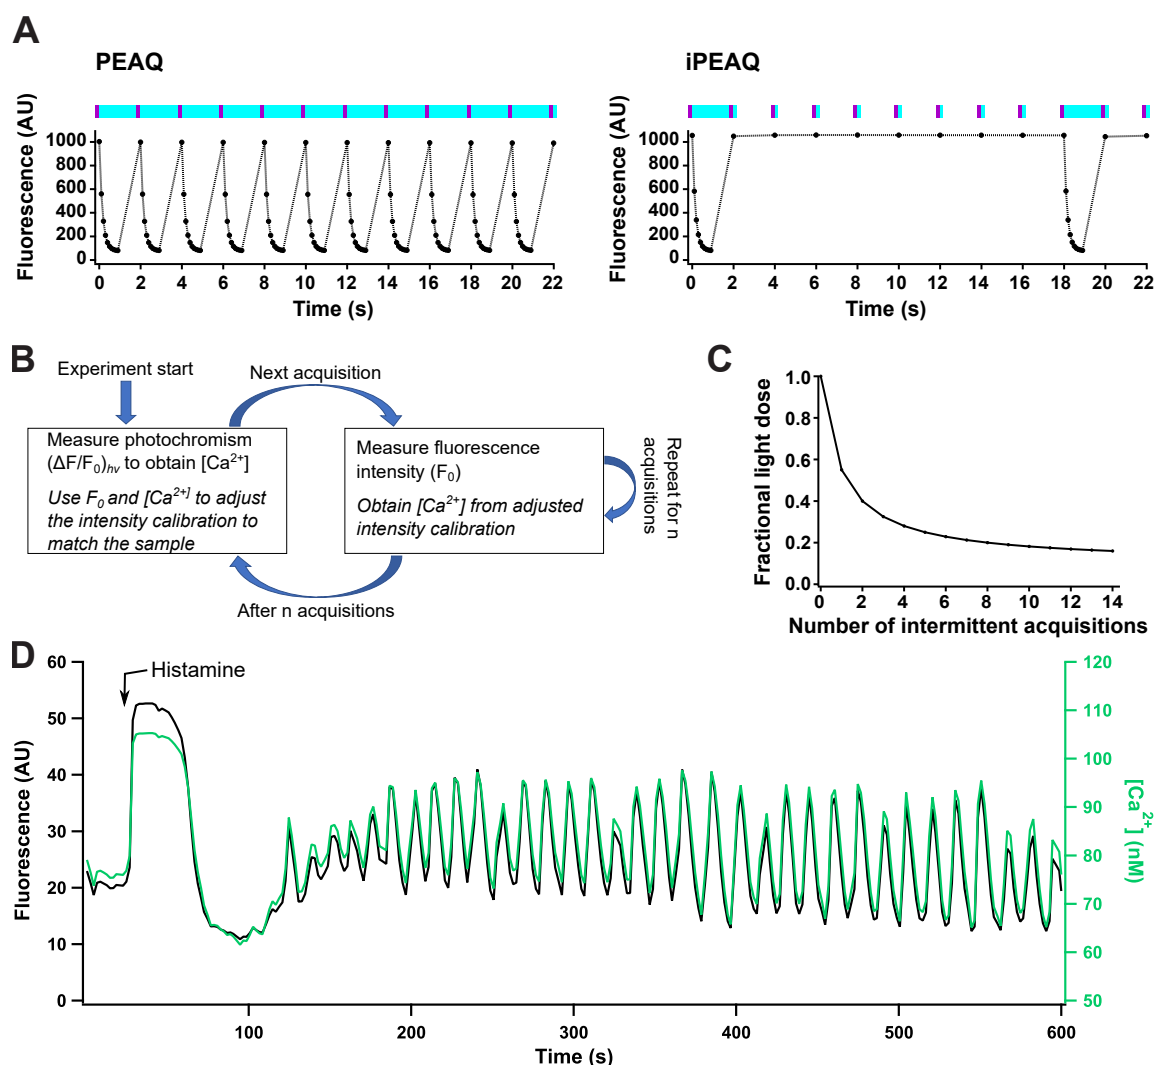 A
PEAQ
iPEAQ
Fluorescence (AU)
1000
800
600
400
200
0
0 2 4 6 8 10 12 14 16 18 20 22
Time (s)
Fluorescence (AU)
1000
800
600
400
200
0
0 2 4 6 8 10 12 14 16 18 20 22
Time (s)
B
Experiment start
Next acquisition
Measure photochromism
(ΔF/F₀)hv to obtain [Ca²⁺]
Use F₀ and [Ca²⁺] to adjust
the intensity calibration to
match the sample
Measure fluorescence
intensity (F₀)
Obtain [Ca²⁺] from adjusted
intensity calibration
Repeat for n
acquisitions
After n acquisitions
C
Fractional light dose
1.0
0.8
0.6
0.4
0.2
0.0
0 2 4 6 8 10 12 14
Number of intermittent acquisitions
D
Histamine
Fluorescence (AU)
60
50
40
30
20
10
0
100 200 300 400 500 600
Time (s)
120
110
100
90
80
70
60
50
[Ca²⁺] (nM)